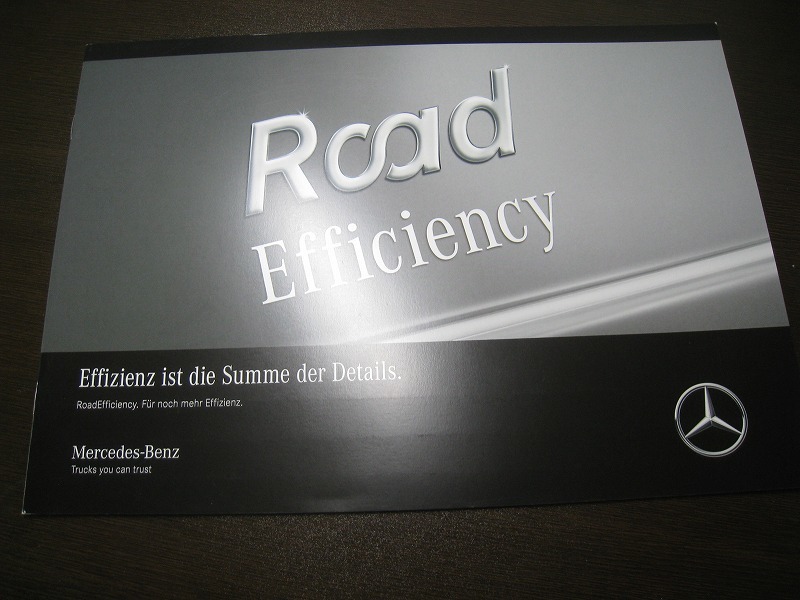 Road
Efficiency
Effizienz ist die Summe der Details.
RoadEfficiency. Für noch mehr Effizienz.
Mercedes-Benz
Trucks you can trust